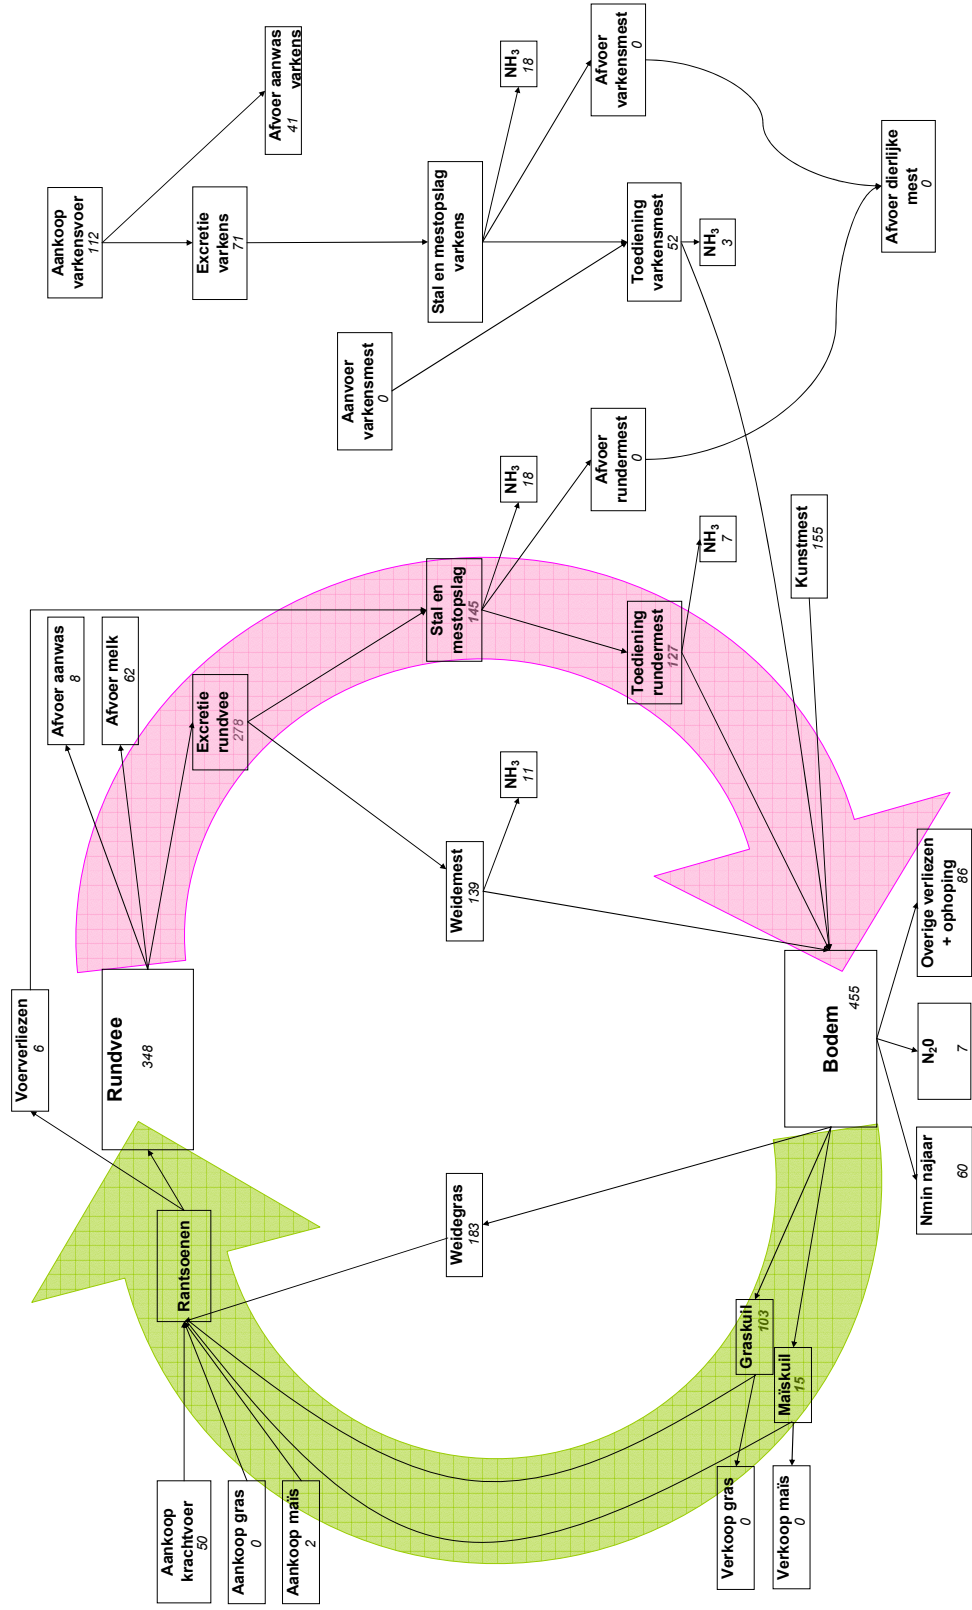 Aankoop
krachtvoer
50
Aankoop gras
0
Aankoop maïs
2
Rantsoenen
Voerverliezen
6
Rundvee
348
Afvoer aanwas
8
Afvoer melk
62
Excretie
rundvee
278
Aankoop
varkensvoer
112
Excretie
varkens
71
Afvoer aanwas
varkens
41
Aanvoer
varkensmest
0
Weidegras
183
Weidemest
139
NH₃
11
Stal en
mestopslag
145
NH₃
18
Stal en mestopslag
varkens
NH₃
18
Afvoer
rundermest
0
Afvoer
varkensmest
0
Toediening
rundermest
127
NH₃
7
Toediening
varkensmest
52
NH₃
3
Verkoop gras
0
Verkoop maïs
0
Graskuil
103
Maïskuil
15
Bodem
455
Kunstmest
155
Afvoer dierlijke
mest
0
Nmin najaar
60
N₂0
7
Overige verliezen
+ ophoping
86